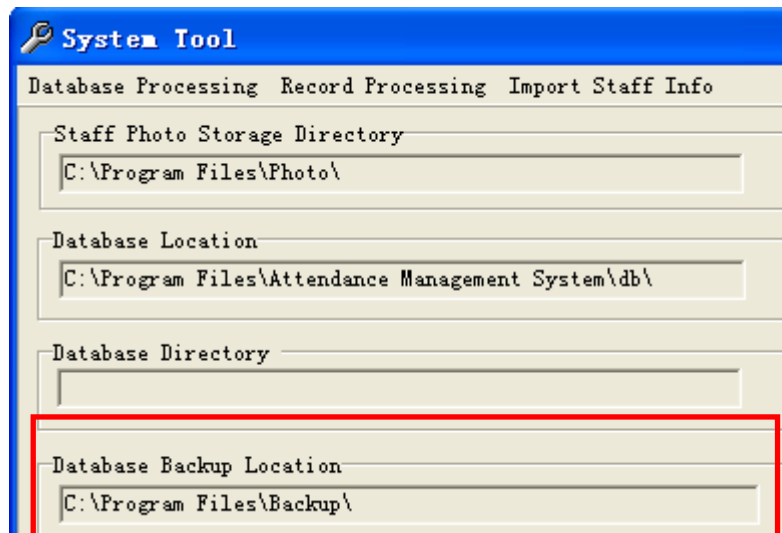 System Tool
Database Processing Record Processing Import Staff Info
Staff Photo Storage Directory
C:\Program Files\Photo\
Database Location
C:\Program Files\Attendance Management System\db\
Database Directory
Database Backup Location
C:\Program Files\Backup\